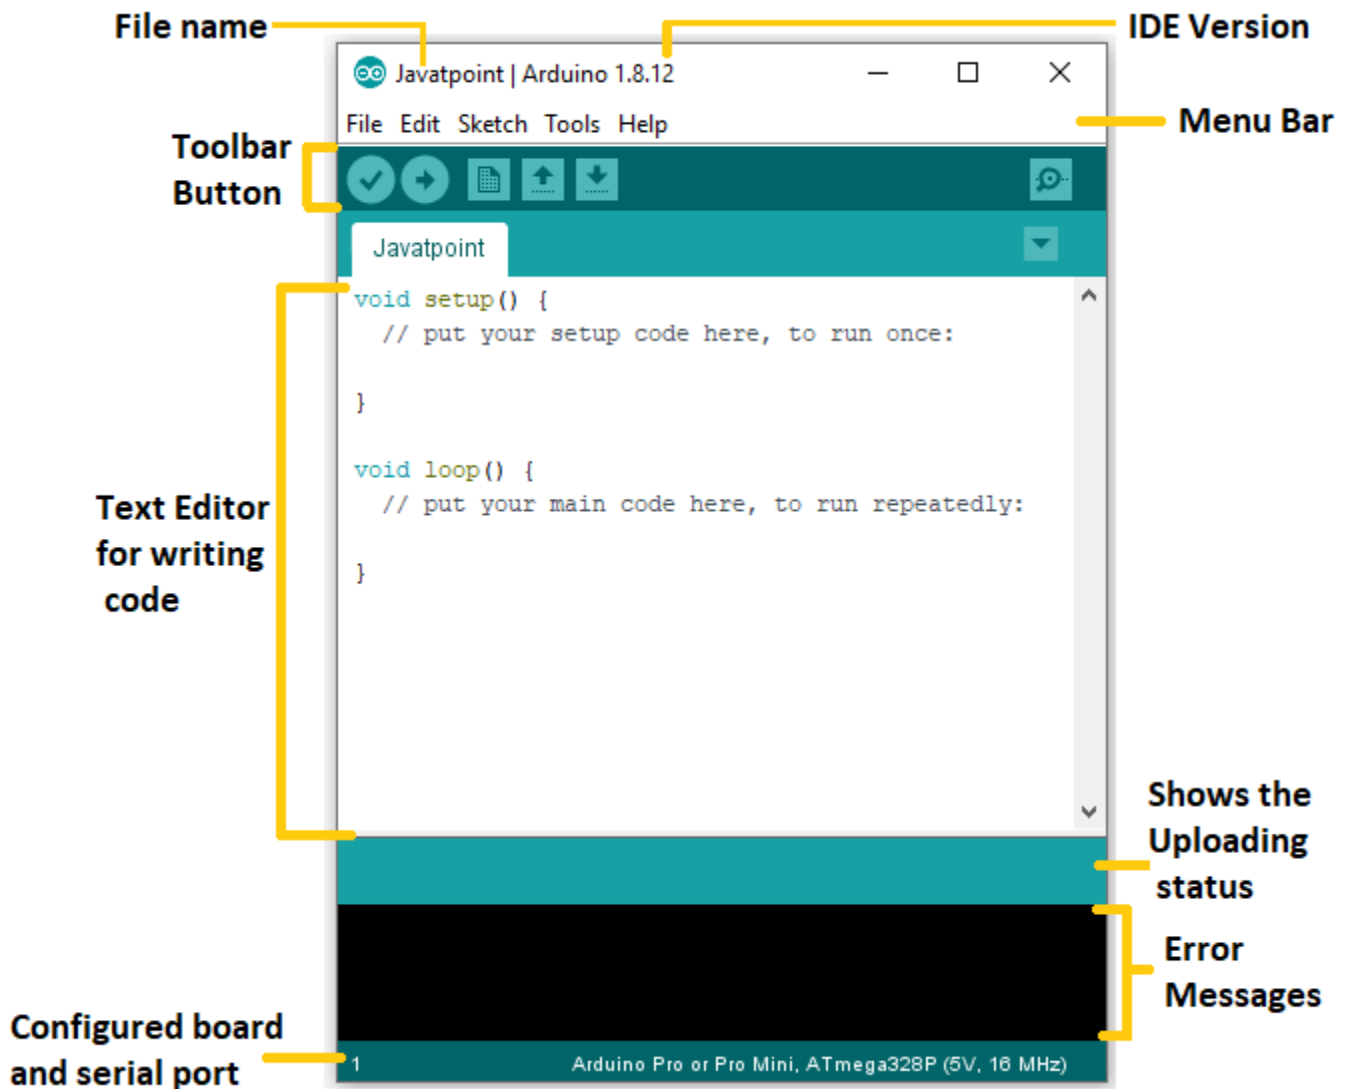 File name
IDE Version
Javatpoint | Arduino 1.8.12
File Edit Sketch Tools Help
Menu Bar
Toolbar
Button
Javatpoint
void setup() {
// put your setup code here, to run once:
}
void loop() {
// put your main code here, to run repeatedly:
}
Text Editor
for writing
code
Shows the
Uploading
status
Error
Messages
Configured board
and serial port
1
Arduino Pro or Pro Mini, ATmega328P (5V, 16 MHz)